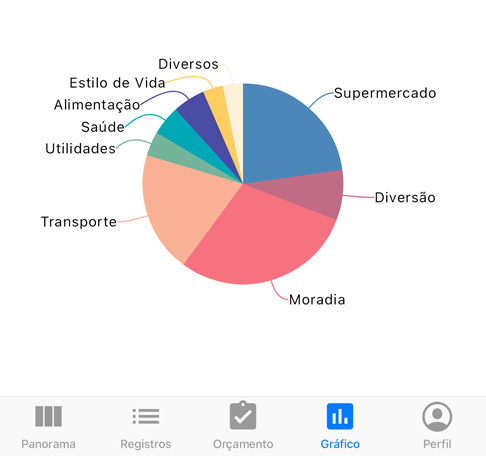 Diversos
Estilo de Vida
Supermercado
Alimentação
Saúde
Utilidades
Diversão
Transporte
Moradia
Panorama
Registros
Orçamento
Gráfico
Perfil